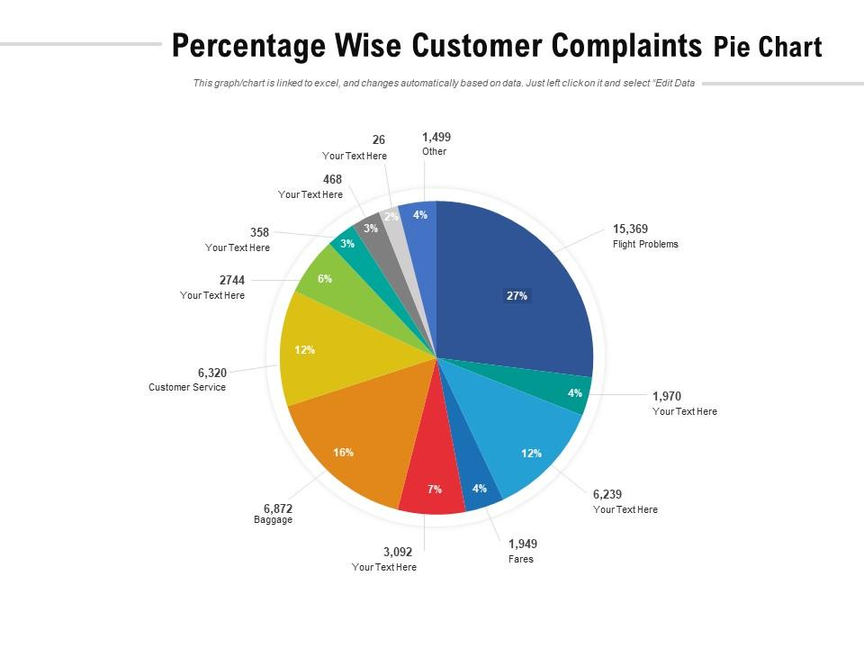 Percentage Wise Customer Complaints Pie Chart
This graph/chart is linked to excel, and changes automatically based on data. Just left click on it and select "Edit Data
26
Your Text Here
1,499
Other
468
Your Text Here
358
Your Text Here
2744
Your Text Here
6,320
Customer Service
6,872
Baggage
3,092
Your Text Here
1,949
Fares
6,239
Your Text Here
1,970
Your Text Here
15,369
Flight Problems
27%
4%
12%
4%
7%
16%
12%
6%
3%
3%
2%
4%